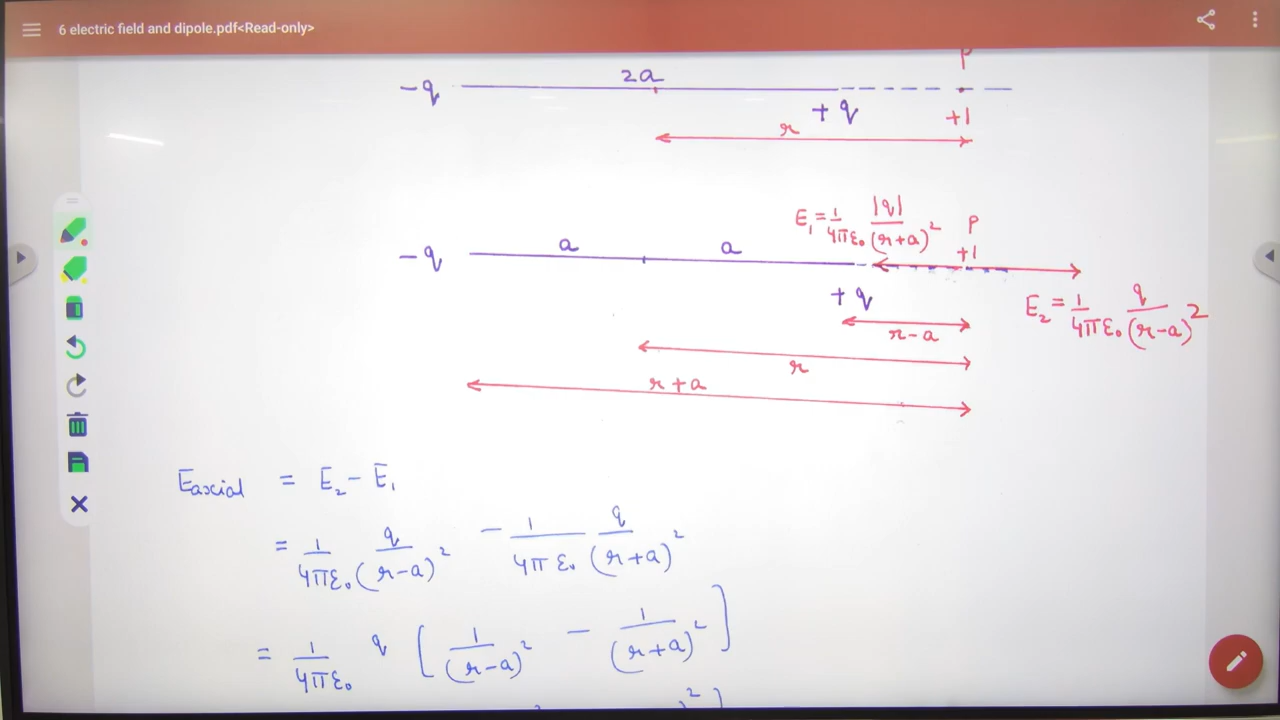 6 electric field and dipole.pdf<Read-only>
2a
P
-q
+q
+1
r
E₁ = 1/4πε₀ |q|/(r+a)²
P
+1
-q
a
a
+q
E₂ = 1/4πε₀ q/(r-a)²
r-a
r
r+a
Eaxial = E₂ - E₁
= 1/4πε₀ q/(r-a)² - 1/4πε₀ q/(r+a)²
= 1/4πε₀ q [ 1/(r-a)² - 1/(r+a)² ]